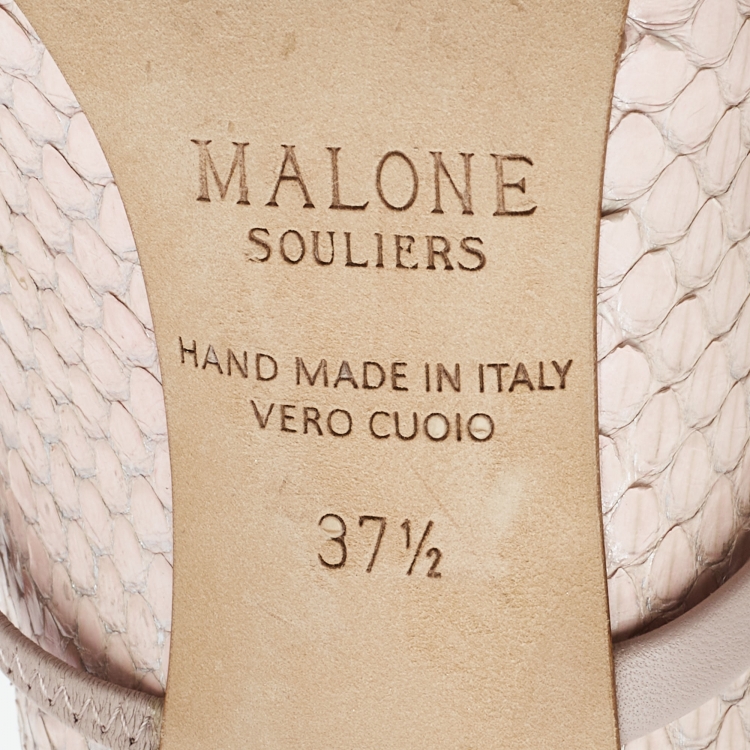 MALONE
SOULIERS
HAND MADE IN ITALY
VERO CUOIO
37½